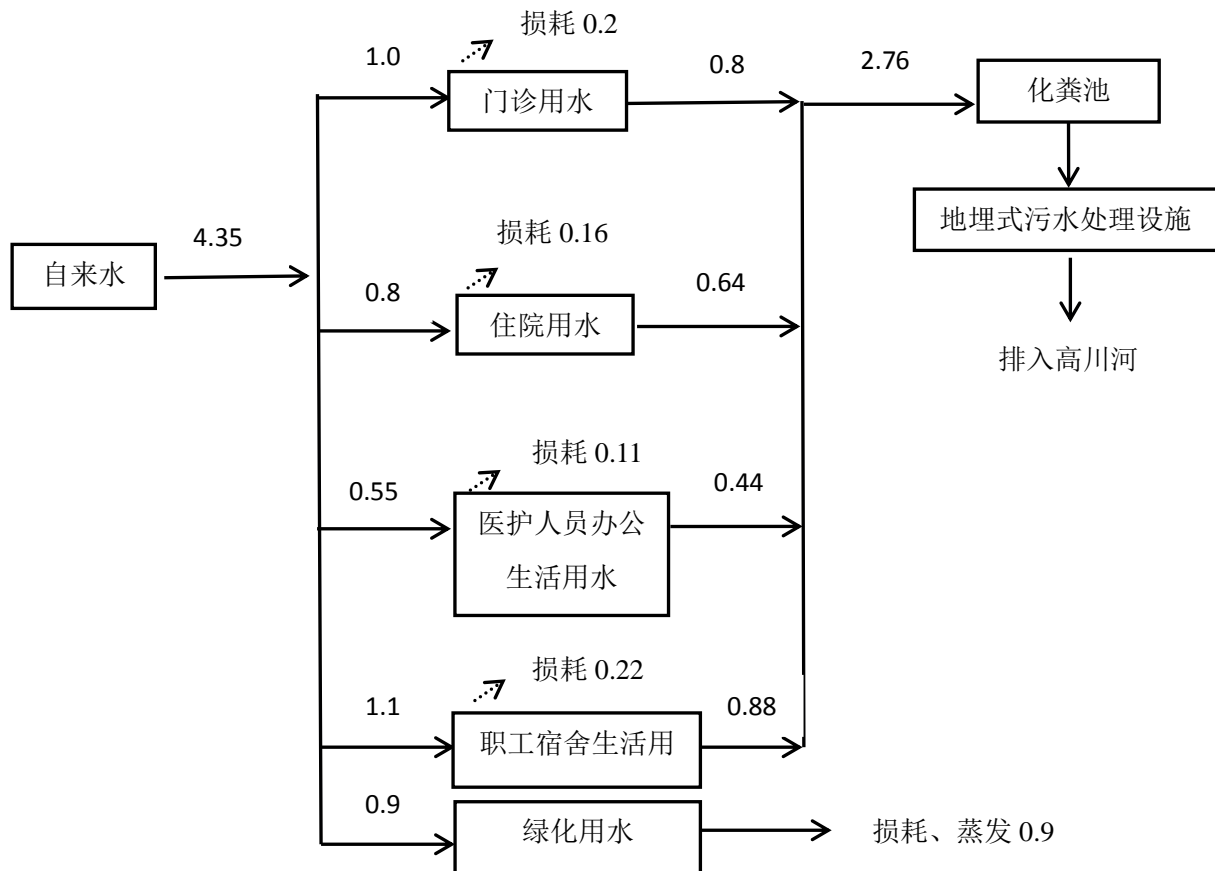 损耗 0.2
1.0
0.8
2.76
门诊用水
化粪池
地埋式污水处理设施
4.35
自来水
损耗 0.16
0.8
0.64
住院用水
排入高川河
损耗 0.11
0.55
0.44
医护人员办公
生活用水
损耗 0.22
1.1
0.88
职工宿舍生活用
0.9
绿化用水
损耗、蒸发 0.9